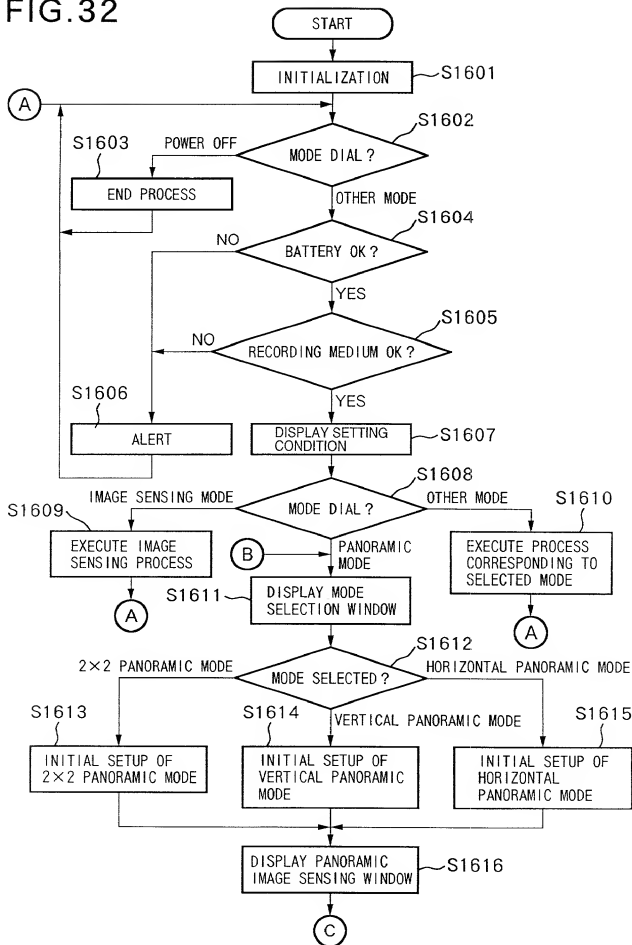 FIG.32
START
INITIALIZATION
S1601
A
S1602
MODE DIAL?
POWER OFF
S1603
END PROCESS
OTHER MODE
S1604
BATTERY OK?
NO
YES
S1605
RECORDING MEDIUM OK?
NO
YES
S1606
ALERT
DISPLAY SETTING
CONDITION
S1607
S1608
MODE DIAL?
IMAGE SENSING MODE
OTHER MODE
S1609
EXECUTE IMAGE
SENSING PROCESS
A
S1610
EXECUTE PROCESS
CORRESPONDING TO
SELECTED MODE
A
B
PANORAMIC
MODE
S1611
DISPLAY MODE
SELECTION WINDOW
S1612
MODE SELECTED?
2×2 PANORAMIC MODE
HORIZONTAL PANORAMIC MODE
VERTICAL PANORAMIC MODE
S1613
INITIAL SETUP OF
2×2 PANORAMIC MODE
S1614
INITIAL SETUP OF
VERTICAL PANORAMIC
MODE
S1615
INITIAL SETUP OF
HORIZONTAL
PANORAMIC MODE
DISPLAY PANORAMIC
IMAGE SENSING WINDOW
S1616
C